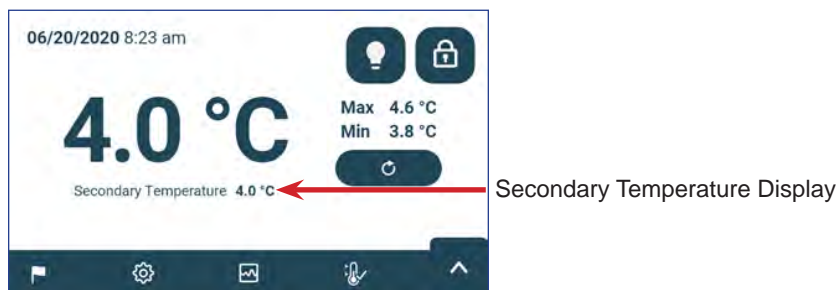 06/20/2020 8:23 am
4.0 °C
Max 4.6 °C
Min 3.8 °C
Secondary Temperature 4.0 °C
Secondary Temperature Display